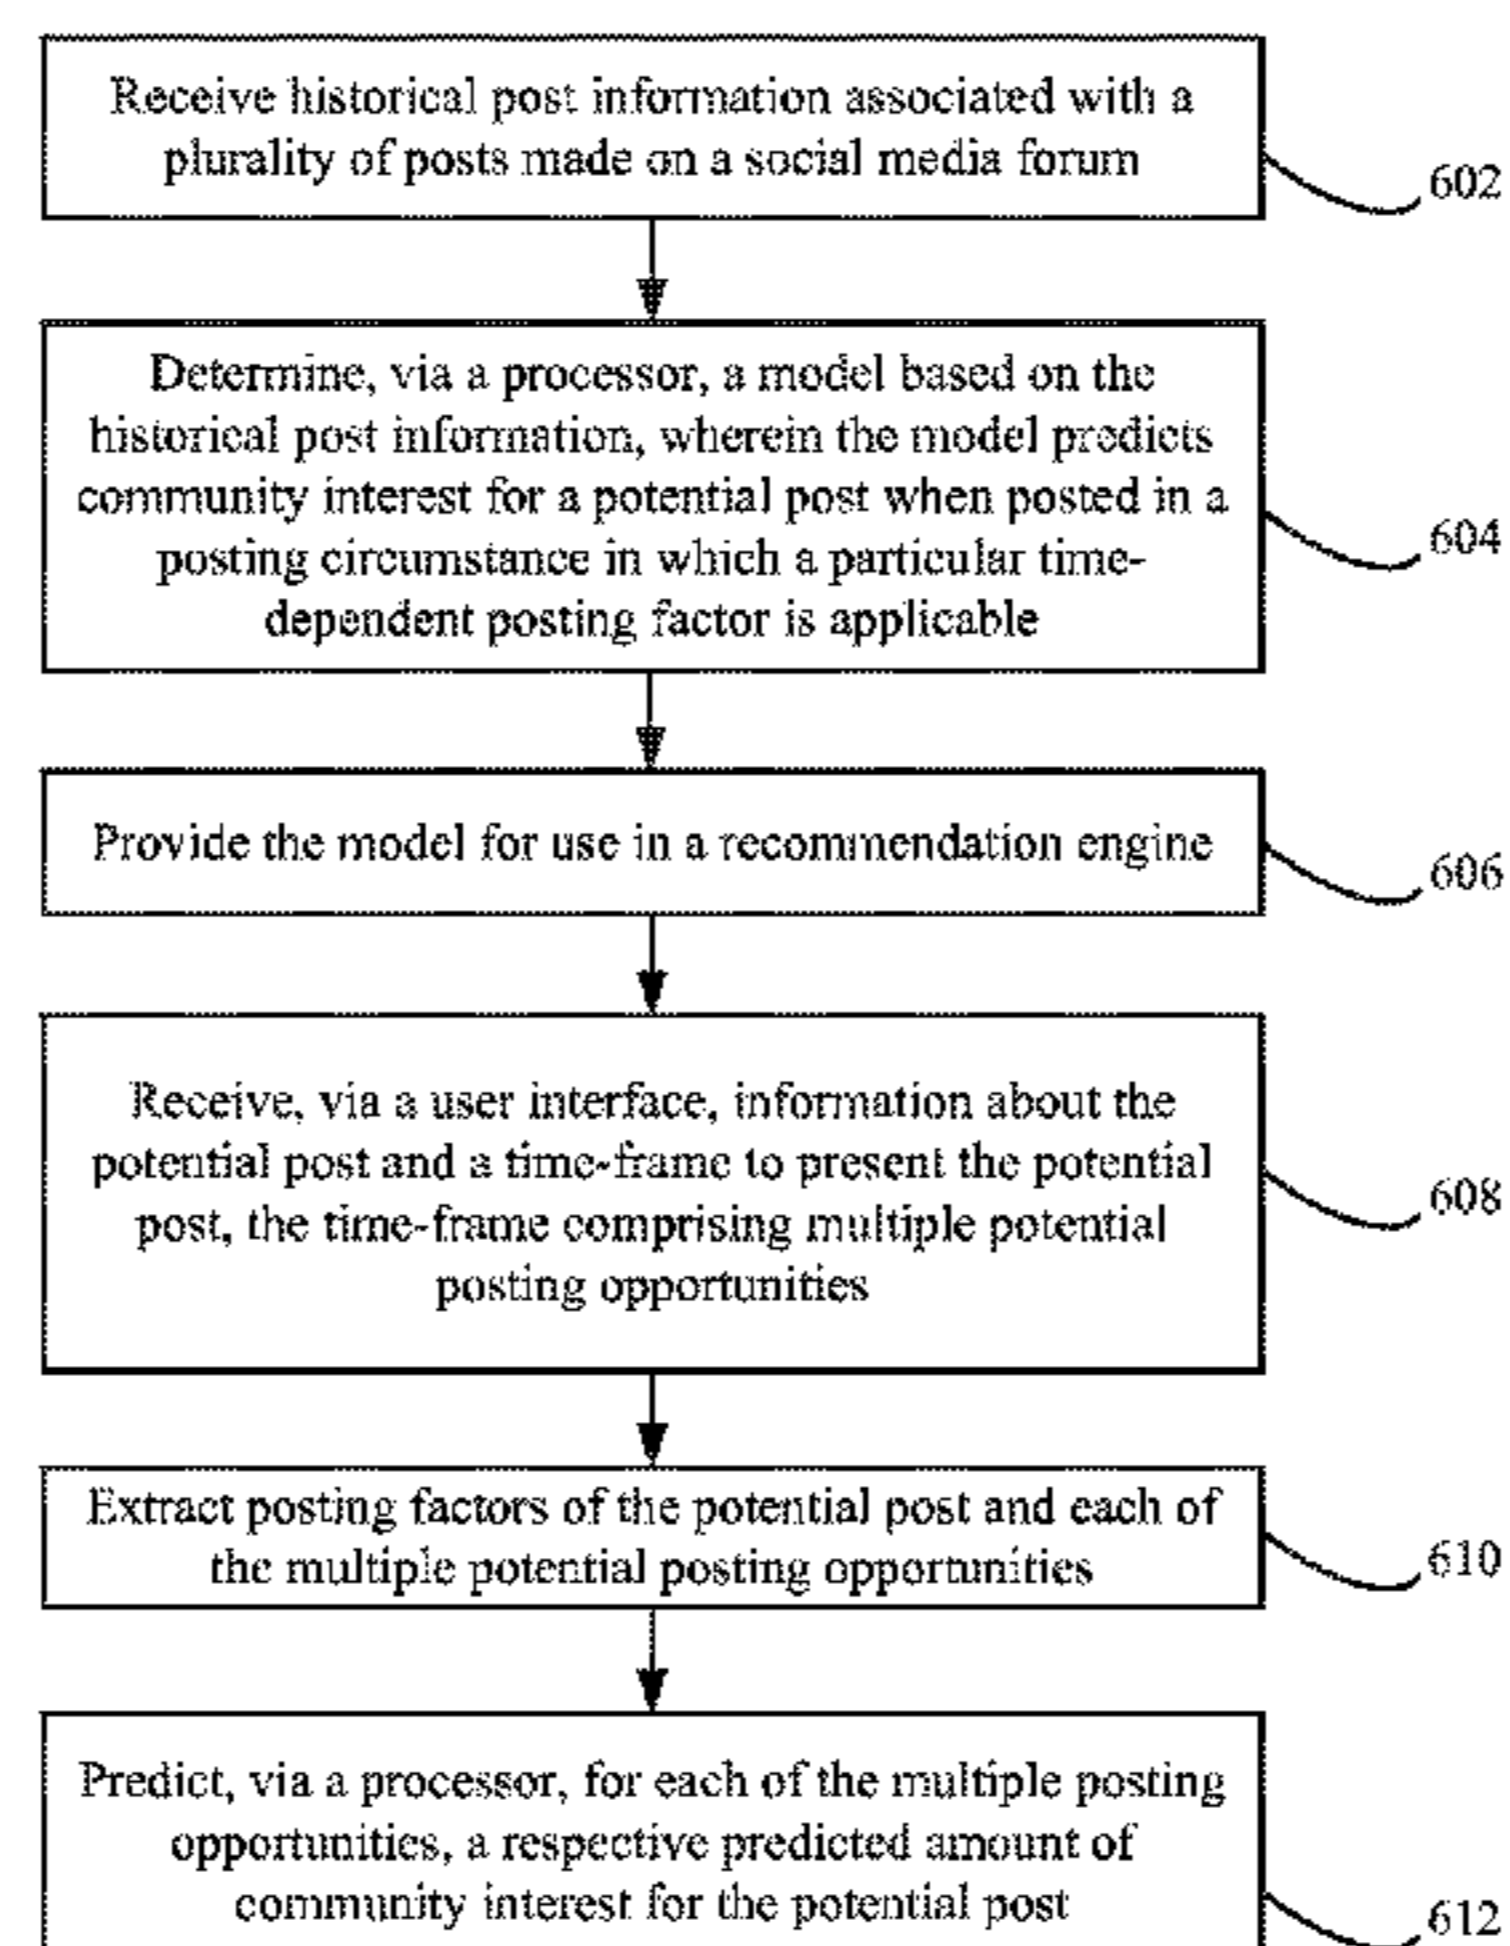 Receive historical post information associated with a
plurality of posts made on a social media forum
602
Determine, via a processor, a model based on the
historical post information, wherein the model predicts
community interest for a potential post when posted in a
posting circumstance in which a particular time-
dependent posting factor is applicable
604
Provide the model for use in a recommendation engine
606
Receive, via a user interface, information about the
potential post and a time-frame to present the potential
post, the time-frame comprising multiple potential
posting opportunities
608
Extract posting factors of the potential post and each of
the multiple potential posting opportunities
610
Predict, via a processor, for each of the multiple posting
opportunities, a respective predicted amount of
community interest for the potential post
612